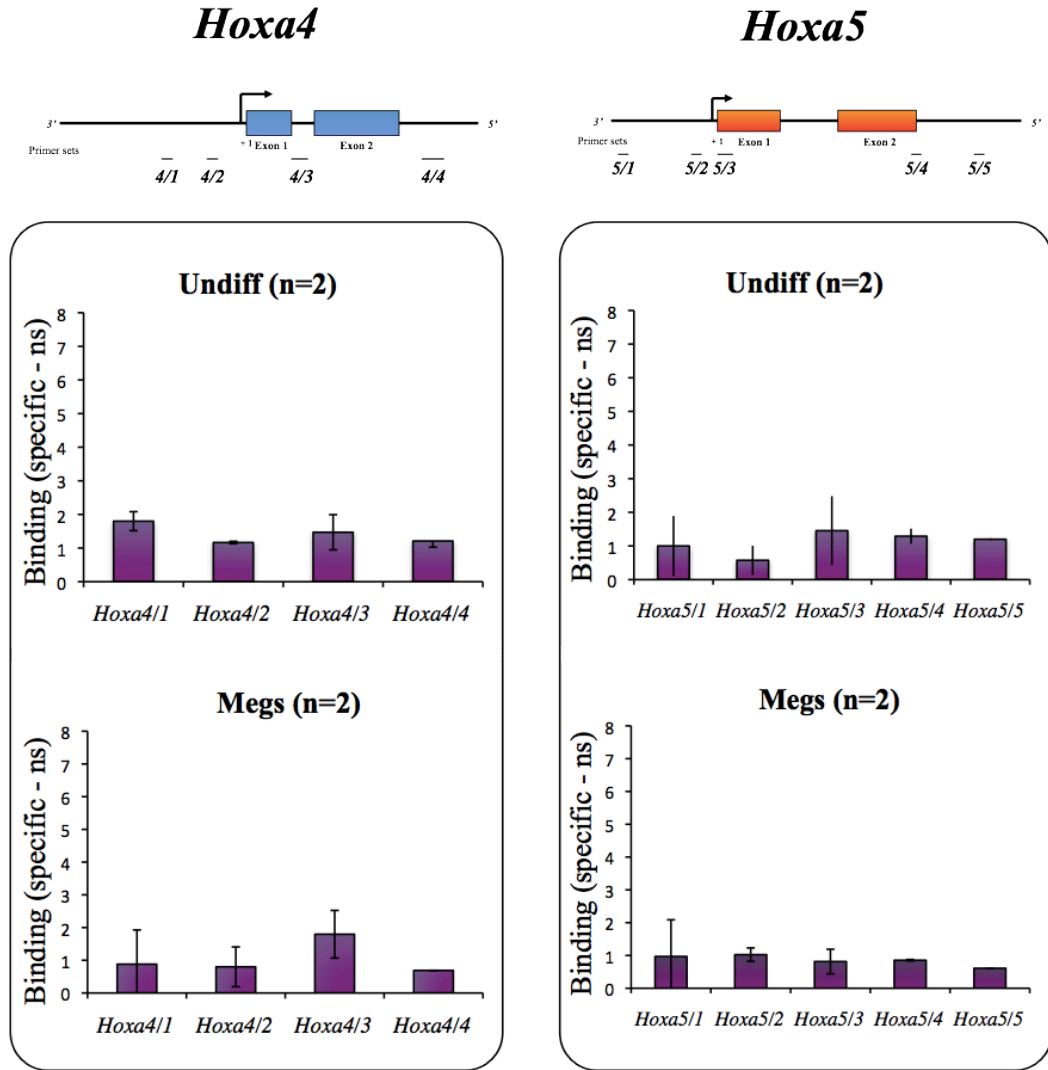 Hoxa4
3'
5'
+ 1 Exon 1
Exon 2
Primer sets
4/1 4/2 4/3 4/4
Undiff (n=2)
Binding (specific - ns)
8
7
6
5
4
3
2
1
0
Hoxa4/1 Hoxa4/2 Hoxa4/3 Hoxa4/4
Megs (n=2)
Binding (specific - ns)
8
7
6
5
4
3
2
1
0
Hoxa4/1 Hoxa4/2 Hoxa4/3 Hoxa4/4
Hoxa5
3'
5'
Primer sets
+ 1 Exon 1
Exon 2
5/1 5/2 5/3 5/4 5/5
Undiff (n=2)
Binding (specific - ns)
8
7
6
5
4
3
2
1
0
Hoxa5/1 Hoxa5/2 Hoxa5/3 Hoxa5/4 Hoxa5/5
Megs (n=2)
Binding (specific - ns)
8
7
6
5
4
3
2
1
0
Hoxa5/1 Hoxa5/2 Hoxa5/3 Hoxa5/4 Hoxa5/5